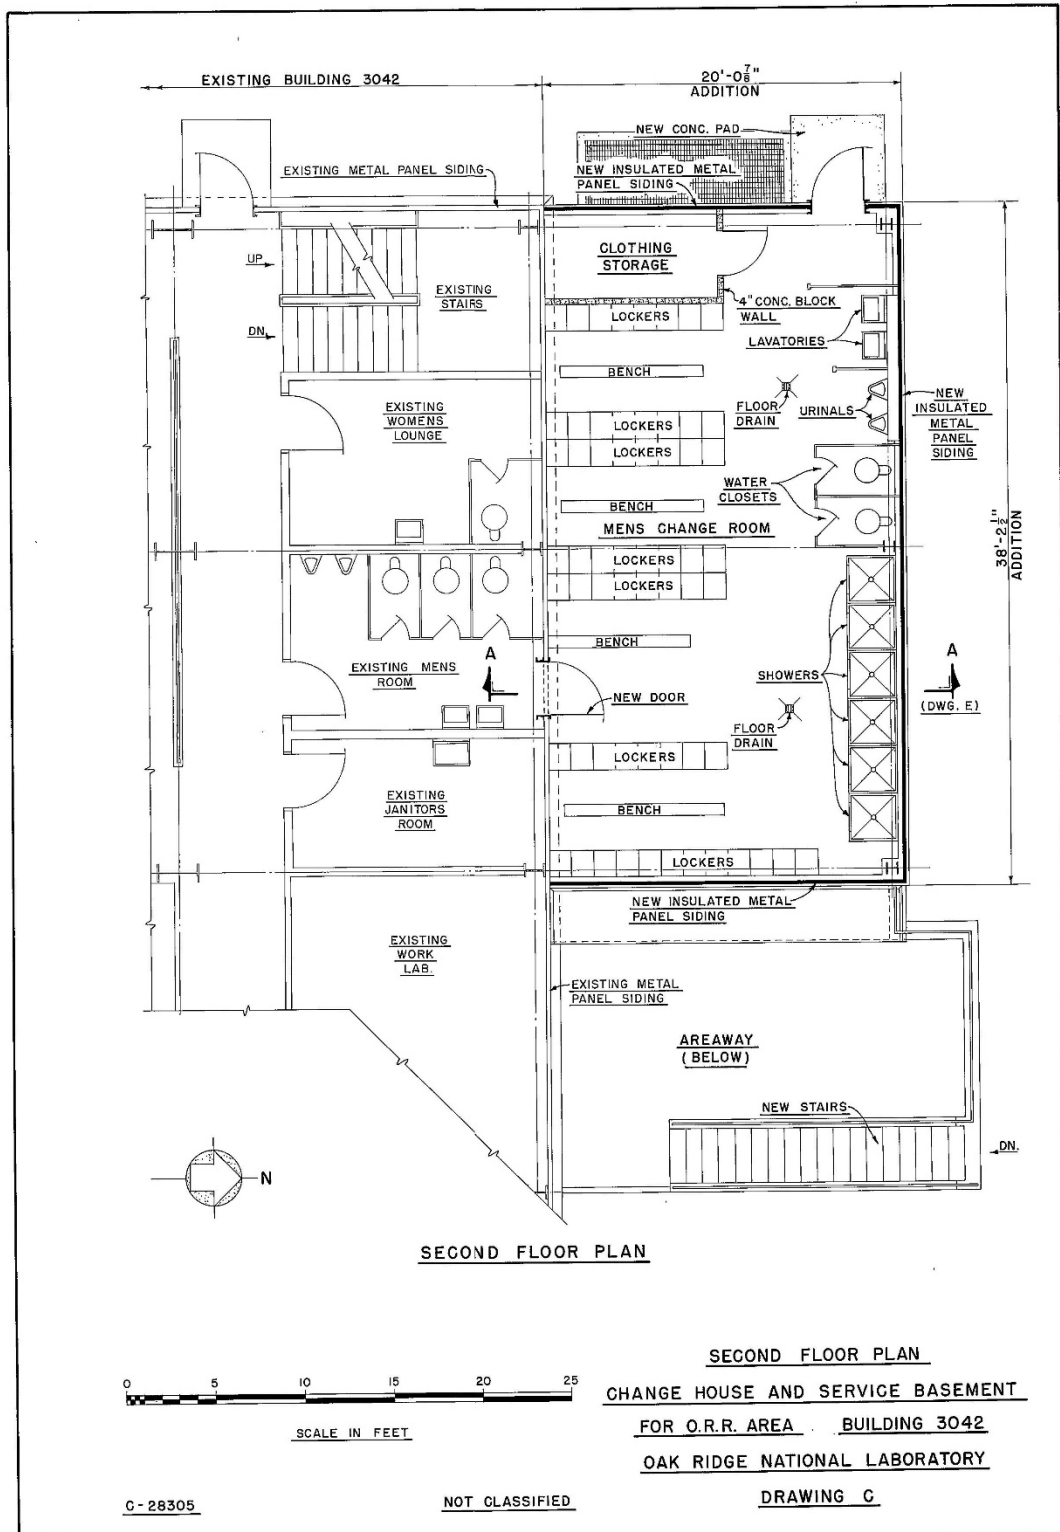 EXISTING BUILDING 3042
20'-0 7/8"
ADDITION
NEW CONC. PAD
EXISTING METAL PANEL SIDING
NEW INSULATED METAL
PANEL SIDING
CLOTHING
STORAGE
UP
EXISTING
STAIRS
4" CONC. BLOCK
WALL
LOCKERS
DN.
LAVATORIES
BENCH
NEW
INSULATED
METAL
PANEL
SIDING
EXISTING
WOMENS
LOUNGE
FLOOR
DRAIN
URINALS
LOCKERS
LOCKERS
WATER
CLOSETS
BENCH
MENS CHANGE ROOM
38'-2 1/2"
ADDITION
LOCKERS
LOCKERS
BENCH
A
EXISTING MENS
ROOM
SHOWERS
A
(DWG. E)
NEW DOOR
FLOOR
DRAIN
LOCKERS
EXISTING
JANITORS
ROOM
BENCH
LOCKERS
NEW INSULATED METAL
PANEL SIDING
EXISTING
WORK
LAB.
EXISTING METAL
PANEL SIDING
AREAWAY
(BELOW)
NEW STAIRS
DN.
N
SECOND FLOOR PLAN
0 5 10 15 20 25
SCALE IN FEET
SECOND FLOOR PLAN
CHANGE HOUSE AND SERVICE BASEMENT
FOR O.R.R. AREA . BUILDING 3042
OAK RIDGE NATIONAL LABORATORY
DRAWING C
C-28305
NOT CLASSIFIED